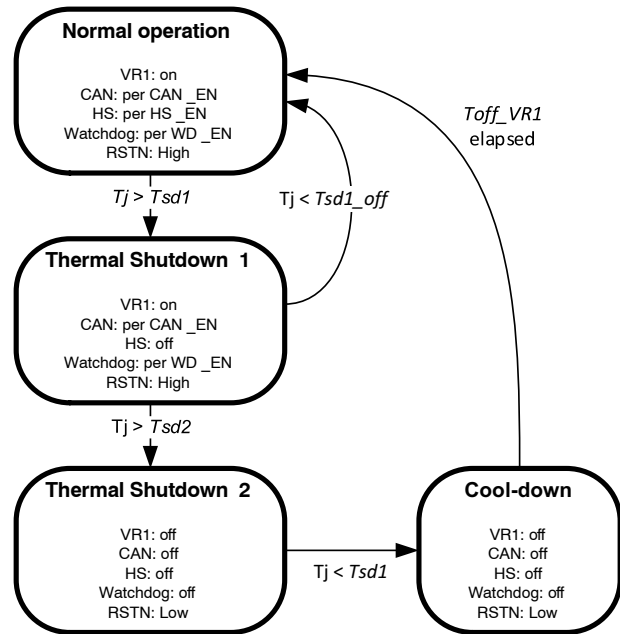 Normal operation
VR1: on
CAN: per CAN _EN
HS: per HS _EN
Watchdog: per WD _EN
RSTN: High
Toff_VR1
elapsed
Tj > Tsd1
Tj < Tsd1_off
Thermal Shutdown 1
VR1: on
CAN: per CAN _EN
HS: off
Watchdog: per WD _EN
RSTN: High
Tj > Tsd2
Thermal Shutdown 2
VR1: off
CAN: off
HS: off
Watchdog: off
RSTN: Low
Tj < Tsd1
Cool-down
VR1: off
CAN: off
HS: off
Watchdog: off
RSTN: Low